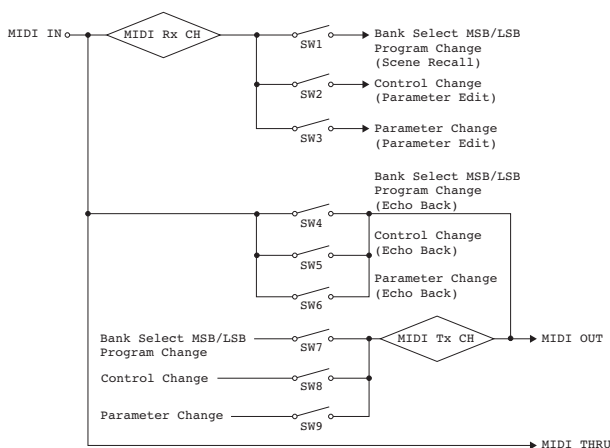 MIDI IN
MIDI Rx CH
SW1
Bank Select MSB/LSB
Program Change
(Scene Recall)
SW2
Control Change
(Parameter Edit)
SW3
Parameter Change
(Parameter Edit)
Bank Select MSB/LSB
Program Change
(Echo Back)
SW4
Control Change
(Echo Back)
SW5
Parameter Change
(Echo Back)
SW6
Bank Select MSB/LSB
Program Change
SW7
MIDI Tx CH
MIDI OUT
Control Change
SW8
Parameter Change
SW9
MIDI THRU